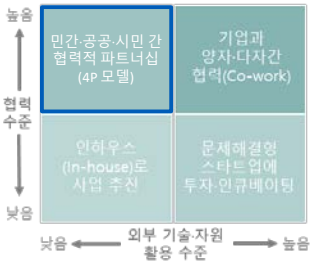 높음
민간·공공·시민 간
협력적 파트너십
(4P 모델)
기업과
양자·다자간
협력(Co-work)
협력
수준
인하우스
(In-house)로
사업 추진
문제해결형
스타트업에
투자·인큐베이팅
낮음
낮음
외부 기술·자원
활용 수준
높음